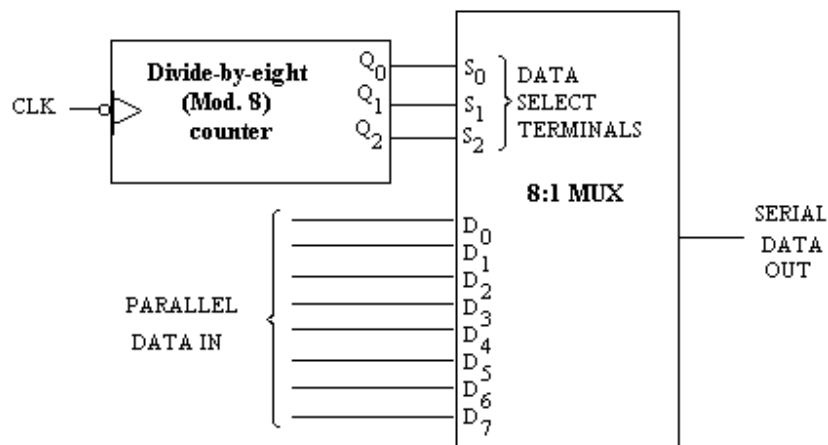 Divide-by-eight
(Mod. 8)
counter
CLK
Q0
Q1
Q2
S0
S1
S2
DATA
SELECT
TERMINALS
8:1 MUX
PARALLEL
DATA IN
D0
D1
D2
D3
D4
D5
D6
D7
SERIAL
DATA
OUT